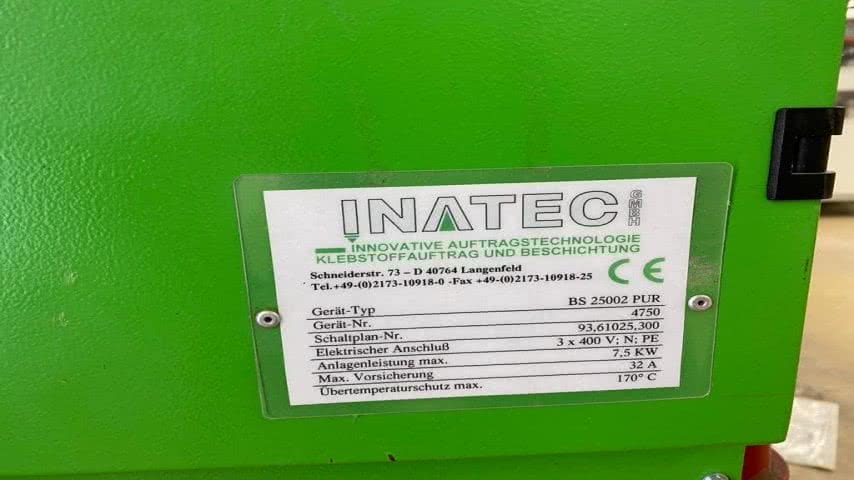 INATEC GMBH
INNOVATIVE AUFTRAGSTECHNOLOGIE
KLEBSTOFFAUFTRAG UND BESCHICHTUNG
Schneiderstr. 73 – D 40764 Langenfeld
Tel.+49-(0)2173-10918-0 -Fax +49-(0)2173-10918-25
CE
Gerät-Typ BS 25002 PUR
Gerät-Nr. 4750
Schaltplan-Nr. 93,61025,300
Elektrischer Anschluß 3 x 400 V; N; PE
Anlagenleistung max. 7,5 KW
Max. Vorsicherung 32 A
Übertemperaturschutz max. 170° C